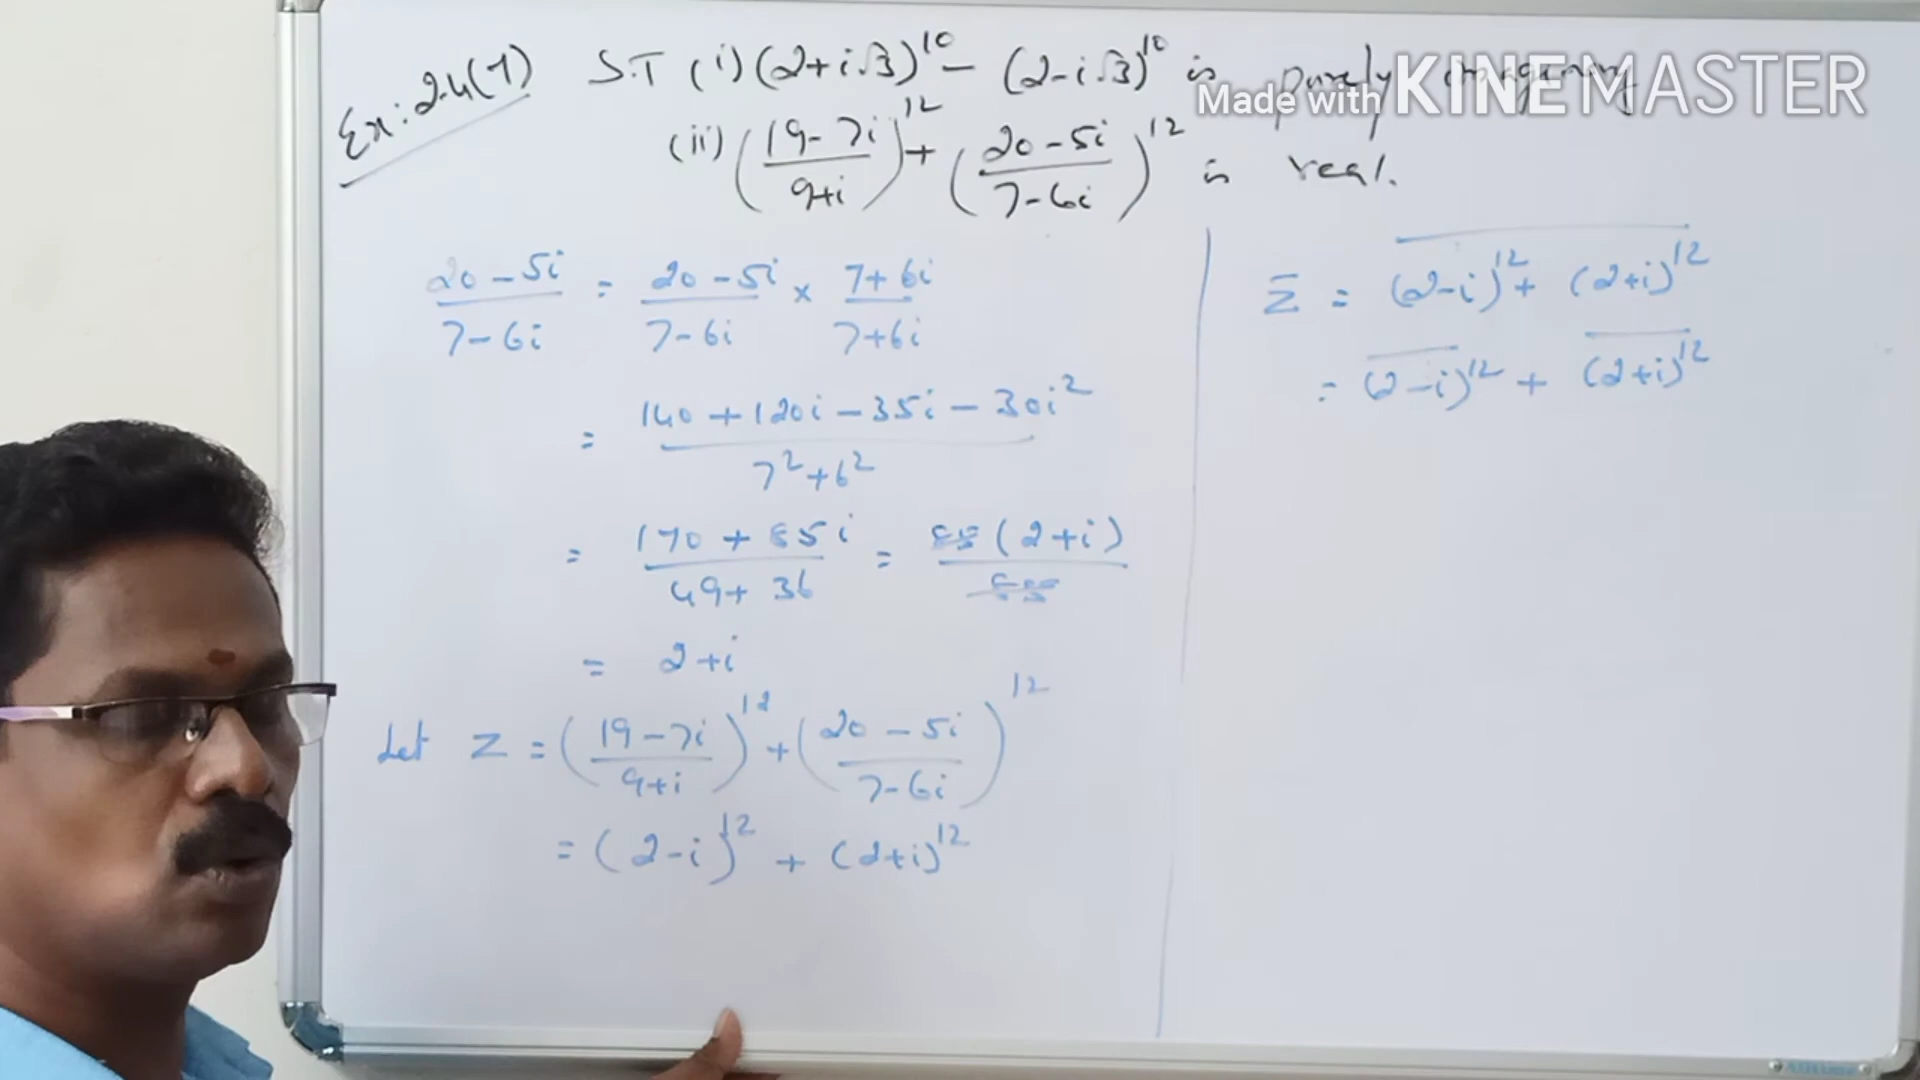 Ex: 2.4(7) S.T (i) (2+i√3)^10 − (2−i√3)^10 is purely imaginary
Made with KINEMASTER
(ii) ((19−7i)/(9+i))^12 + ((20−5i)/(7−6i))^12 is real.
(20−5i)/(7−6i) = (20−5i)/(7−6i) × (7+6i)/(7+6i)
= (140+120i−35i−30i²)/(7²+6²)
= (170+85i)/(49+36) = 85(2+i)/85
= 2+i
Let Z = ((19−7i)/(9+i))^12 + ((20−5i)/(7−6i))^12
= (2−i)^12 + (2+i)^12
z̄ = \overline{(2−i)^12 + (2+i)^12}
= \overline{(2−i)^12} + \overline{(2+i)^12}